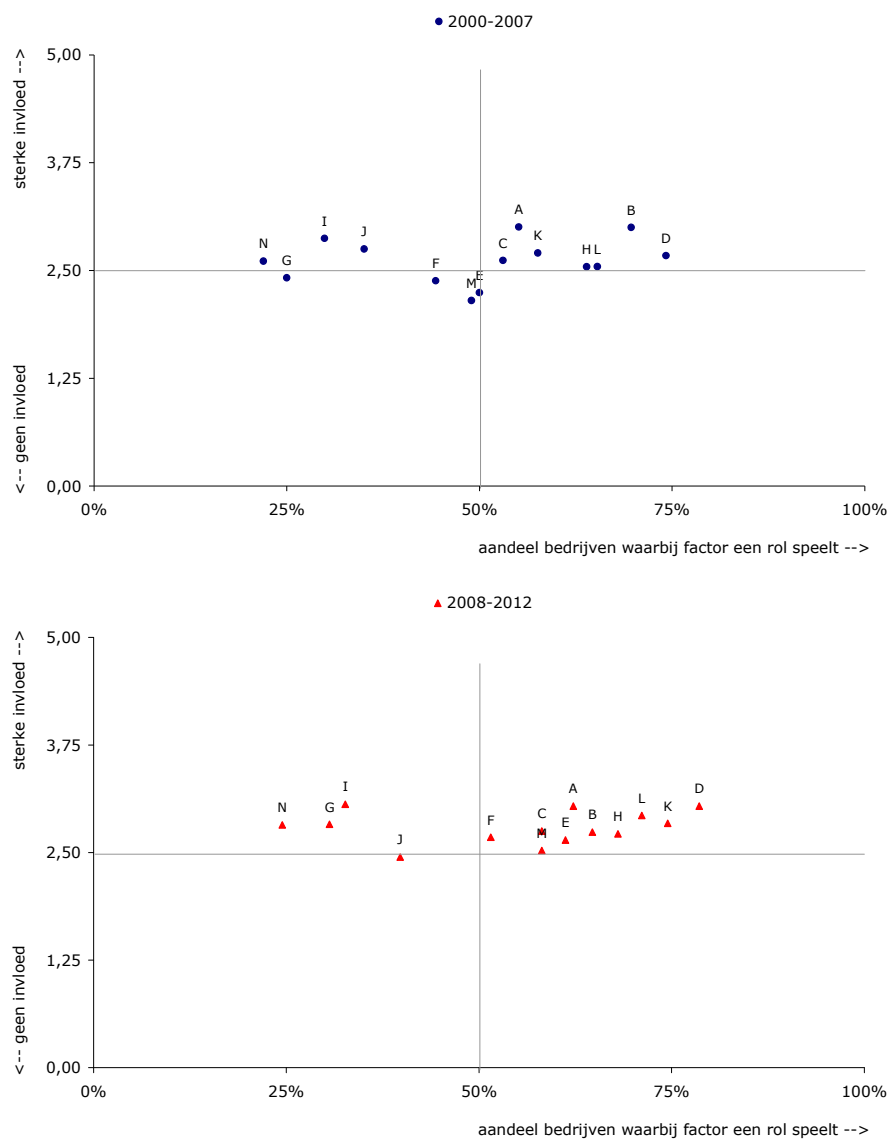 2000-2007
5,00
sterke invloed -->
3,75
A
B
I
J
K
D
N
C
H L
G
F
2,50
E
M
1,25
<-- geen invloed
0,00
0% 25% 50% 75% 100%
aandeel bedrijven waarbij factor een rol speelt -->
2008-2012
5,00
sterke invloed -->
3,75
I
A
D
N
G
L
J
F
C
E
B
H
K
M
2,50
1,25
<-- geen invloed
0,00
0% 25% 50% 75% 100%
aandeel bedrijven waarbij factor een rol speelt -->